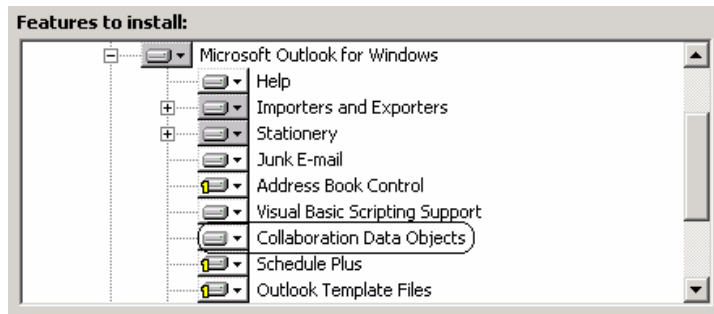 Features to install:
Microsoft Outlook for Windows
Help
Importers and Exporters
Stationery
Junk E-mail
Address Book Control
Visual Basic Scripting Support
Collaboration Data Objects
Schedule Plus
Outlook Template Files